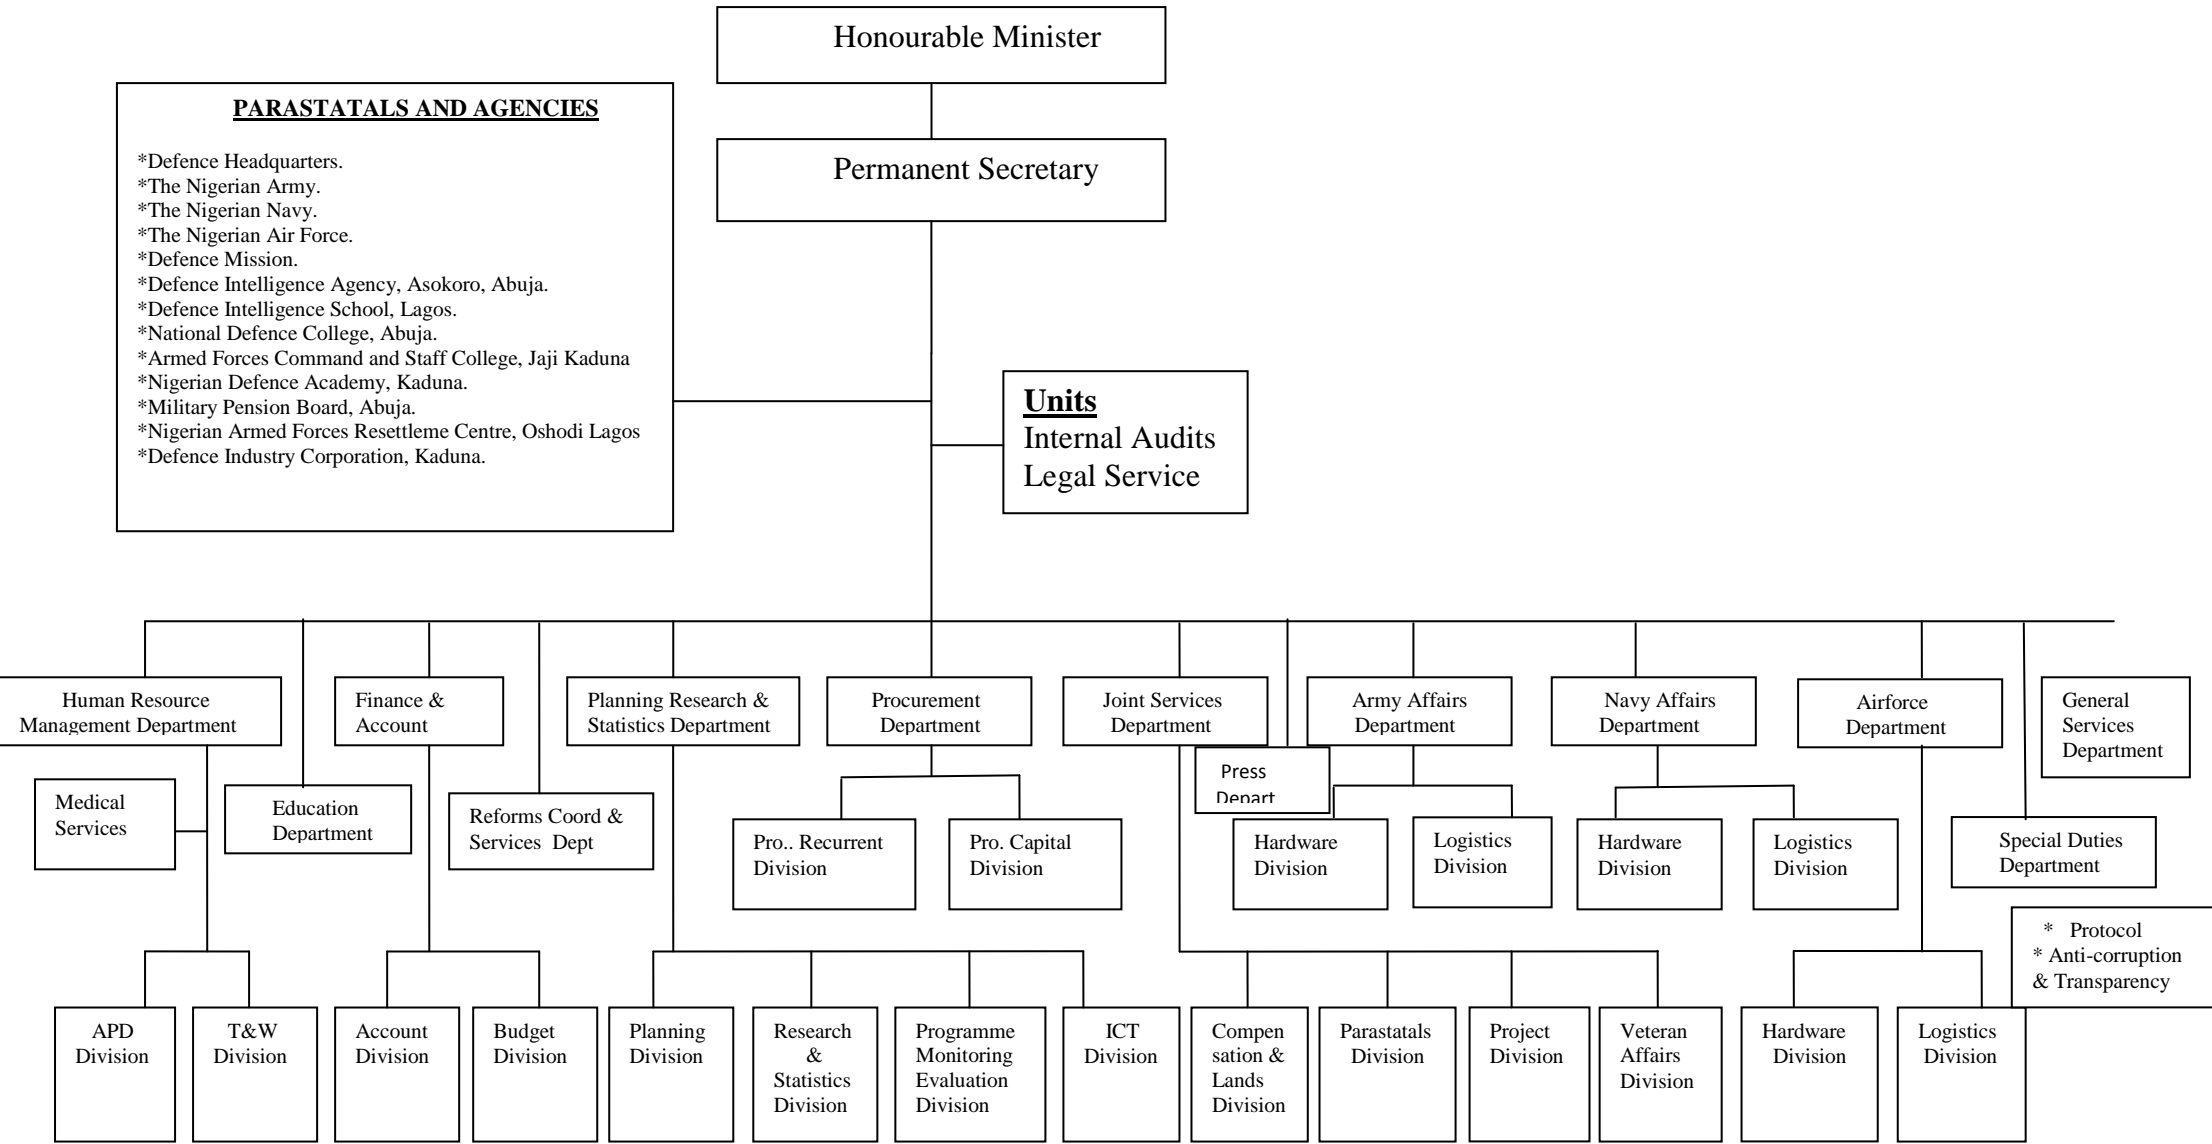 Honourable Minister
PARASTATALS AND AGENCIES
*Defence Headquarters.
*The Nigerian Army.
*The Nigerian Navy.
*The Nigerian Air Force.
*Defence Mission.
*Defence Intelligence Agency, Asokoro, Abuja.
*Defence Intelligence School, Lagos.
*National Defence College, Abuja.
*Armed Forces Command and Staff College, Jaji Kaduna
*Nigerian Defence Academy, Kaduna.
*Military Pension Board, Abuja.
*Nigerian Armed Forces Resettleme Centre, Oshodi Lagos
*Defence Industry Corporation, Kaduna.
Permanent Secretary
Units
Internal Audits
Legal Service
Human Resource
Management Department
Finance &
Account
Planning Research &
Statistics Department
Procurement
Department
Joint Services
Department
Army Affairs
Department
Navy Affairs
Department
Airforce
Department
General
Services
Department
Medical
Services
Education
Department
Reforms Coord &
Services Dept
Press
Depart
Pro.. Recurrent
Division
Pro. Capital
Division
Hardware
Division
Logistics
Division
Hardware
Division
Logistics
Division
Special Duties
Department
* Protocol
* Anti-corruption
& Transparency
APD
Division
T&W
Division
Account
Division
Budget
Division
Planning
Division
Research
&
Statistics
Division
Programme
Monitoring
Evaluation
Division
ICT
Division
Compen
sation &
Lands
Division
Parastatals
Division
Project
Division
Veteran
Affairs
Division
Hardware
Division
Logistics
Division